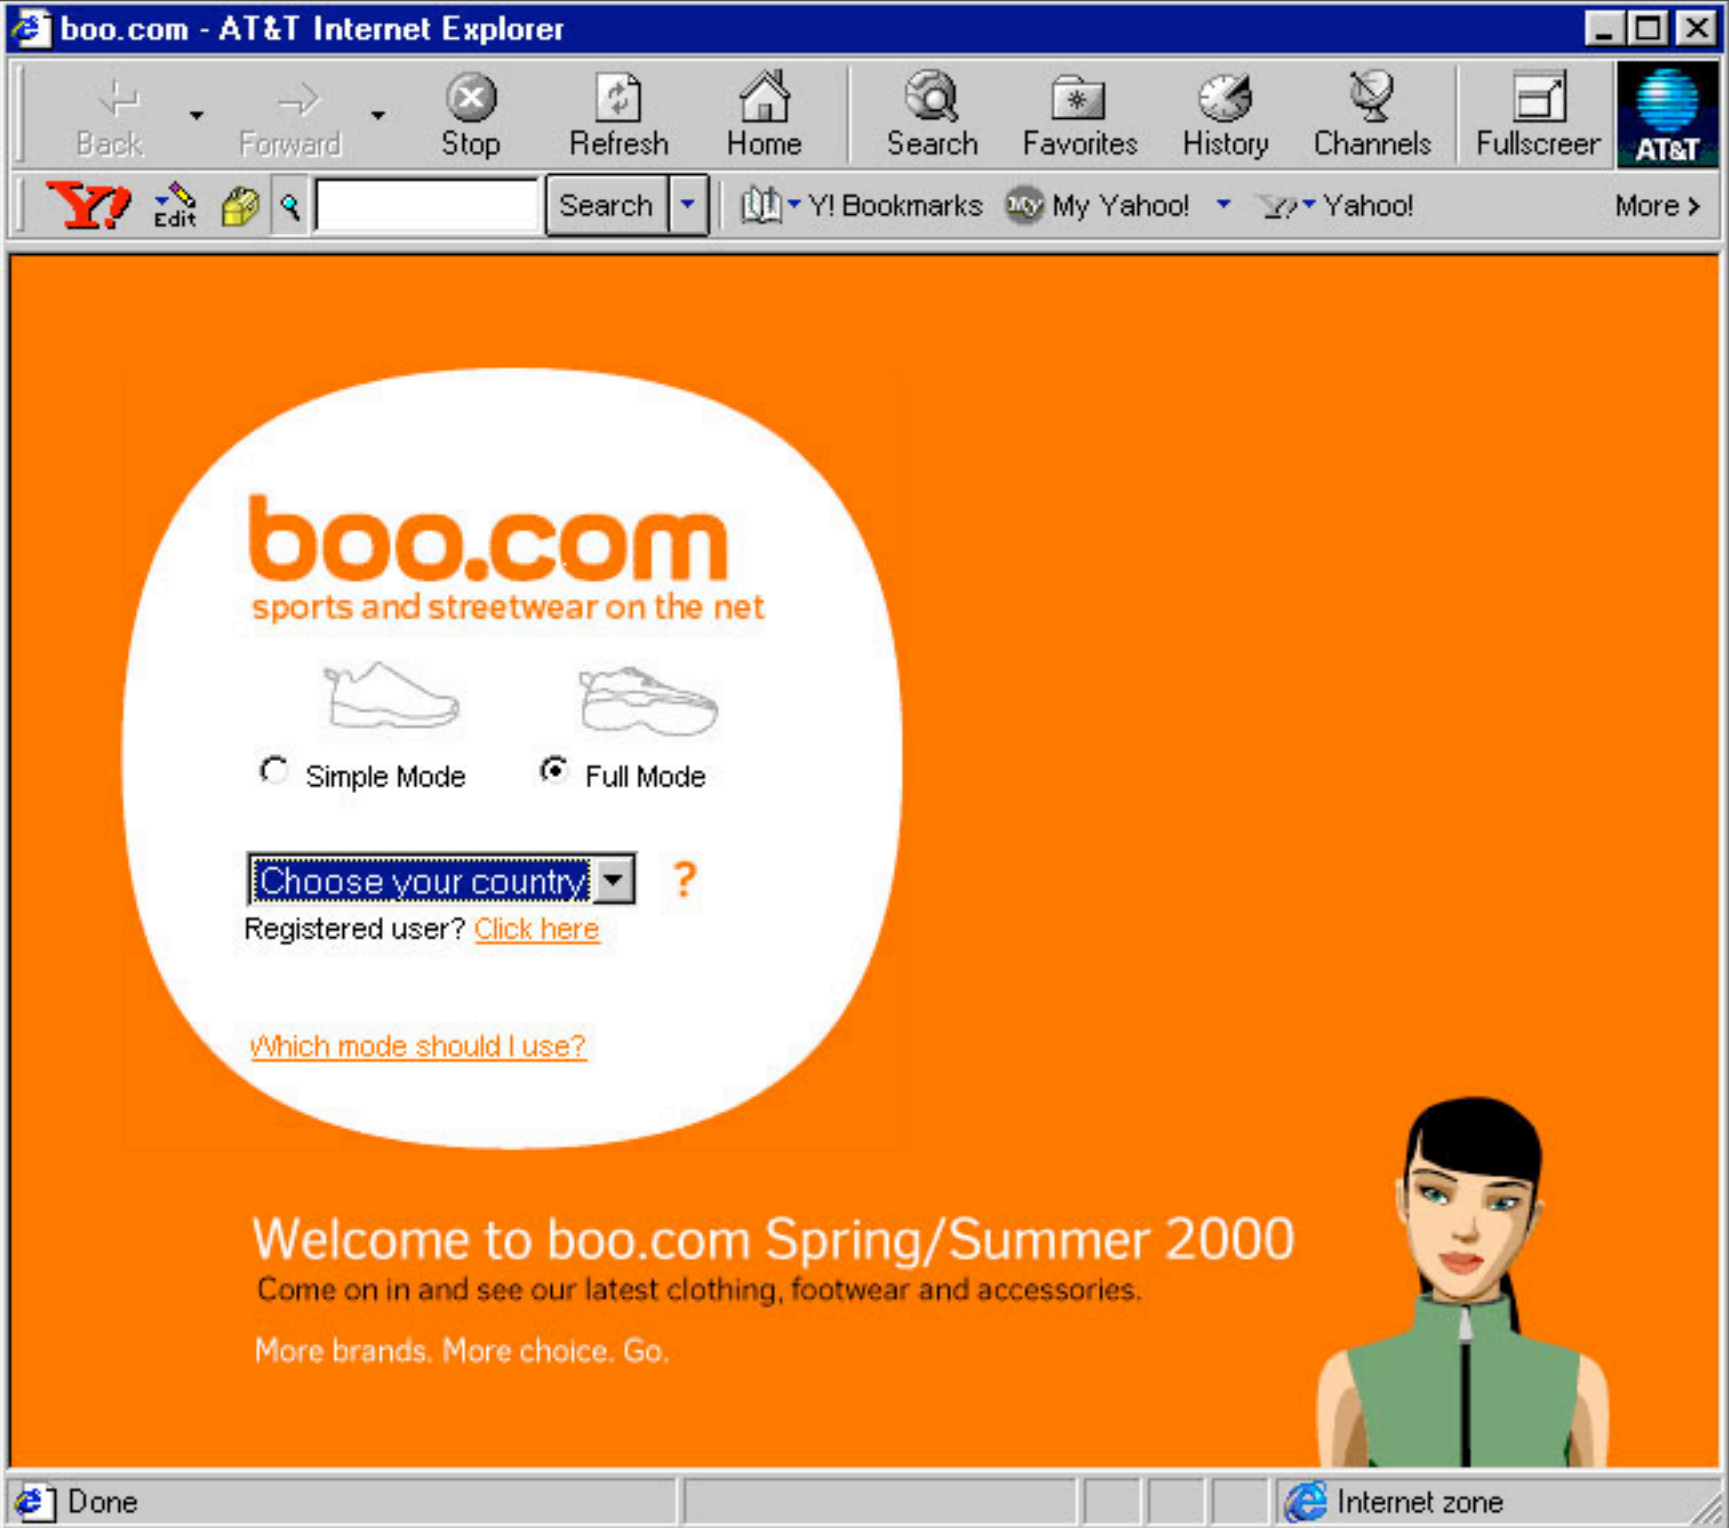 boo.com - AT&T Internet Explorer
Back Forward Stop Refresh Home Search Favorites History Channels Fullscreer AT&T
Y! Edit Search Y! Bookmarks My My Yahoo! Y! Yahoo! More >
boo.com
sports and streetwear on the net
Simple Mode Full Mode
Choose your country ?
Registered user? Click here
Which mode should I use?
Welcome to boo.com Spring/Summer 2000
Come on in and see our latest clothing, footwear and accessories.
More brands. More choice. Go.
Done Internet zone